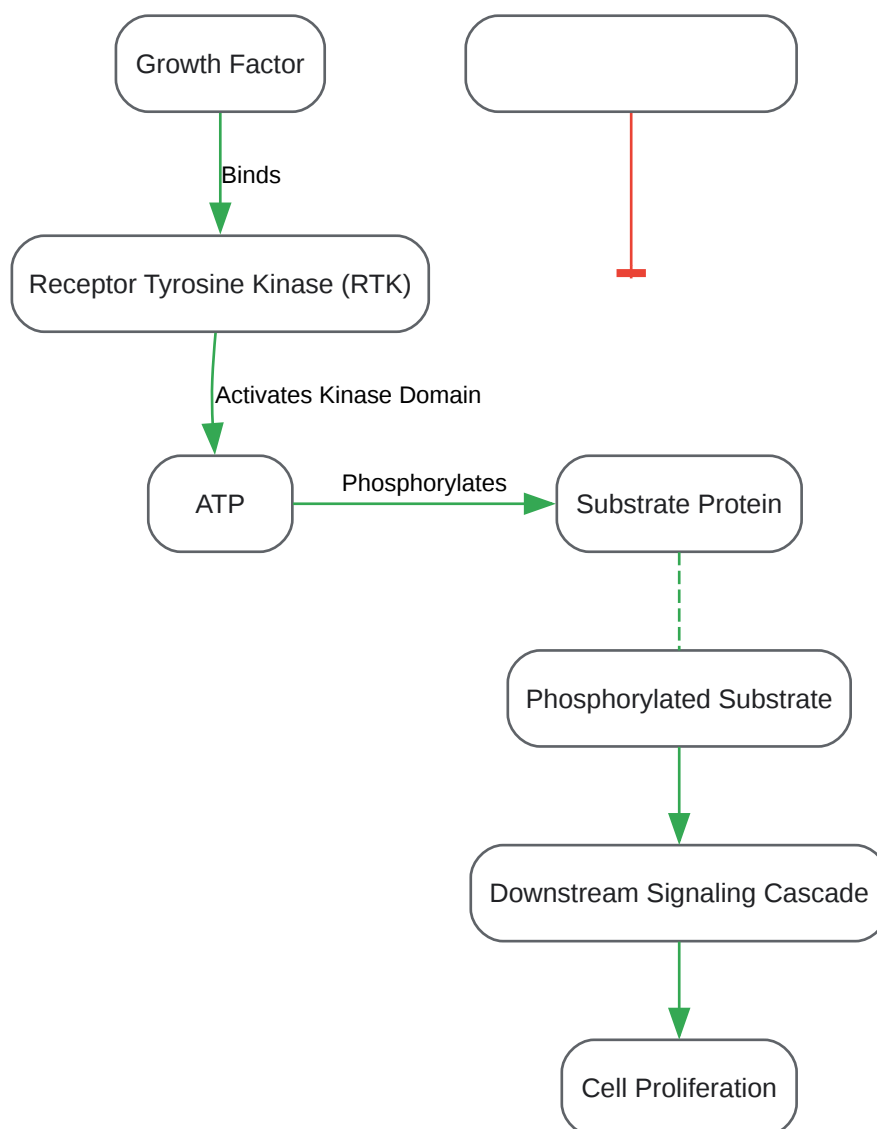 Growth Factor
Binds
Receptor Tyrosine Kinase (RTK)
Activates Kinase Domain
ATP
Phosphorylates
Substrate Protein
Phosphorylated Substrate
Downstream Signaling Cascade
Cell Proliferation